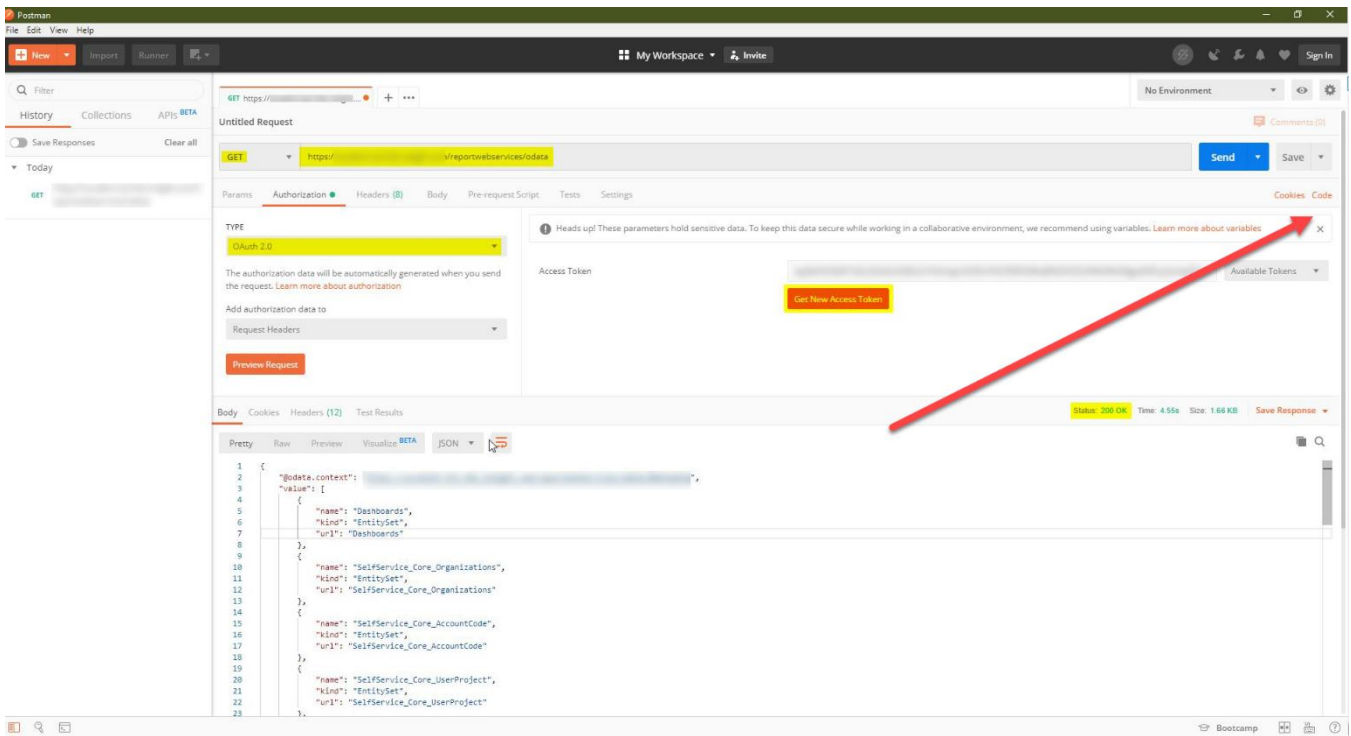 Postman
File Edit View Help
New Import Runner My Workspace Invite Sign In
Filter
History Collections APIs BETA
Save Responses Clear all
Today
GET
GET https:// No Environment
Untitled Request Comments (0)
GET https:/ /reportwebservices/odata Send Save
Params Authorization Headers (8) Body Pre-request Script Tests Settings Cookies Code
TYPE
OAuth 2.0
The authorization data will be automatically generated when you send
the request. Learn more about authorization
Add authorization data to
Request Headers
Preview Request
Heads up! These parameters hold sensitive data. To keep this data secure while working in a collaborative environment, we recommend using variables. Learn more about variables
Access Token Available Tokens
Get New Access Token
Body Cookies Headers (12) Test Results Status: 200 OK Time: 4.55s Size: 1.66 KB Save Response
Pretty Raw Preview Visualize BETA JSON
1 {
2 "@odata.context": " ",
3 "value": [
4 {
5 "name": "Dashboards",
6 "kind": "EntitySet",
7 "url": "Dashboards"
8 },
9 {
10 "name": "SelfService_Core_Organizations",
11 "kind": "EntitySet",
12 "url": "SelfService_Core_Organizations"
13 },
14 {
15 "name": "SelfService_Core_AccountCode",
16 "kind": "EntitySet",
17 "url": "SelfService_Core_AccountCode"
18 },
19 {
20 "name": "SelfService_Core_UserProject",
21 "kind": "EntitySet",
22 "url": "SelfService_Core_UserProject"
23 },
Bootcamp